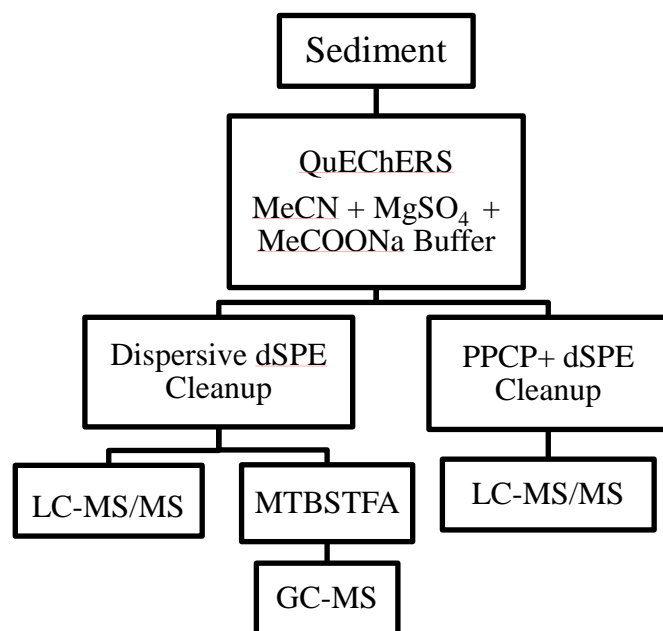 Sediment
QuEChERS
MeCN + MgSO₄ +
MeCOONa Buffer
Dispersive dSPE
Cleanup
PPCP+ dSPE
Cleanup
LC-MS/MS
MTBSTFA
LC-MS/MS
GC-MS